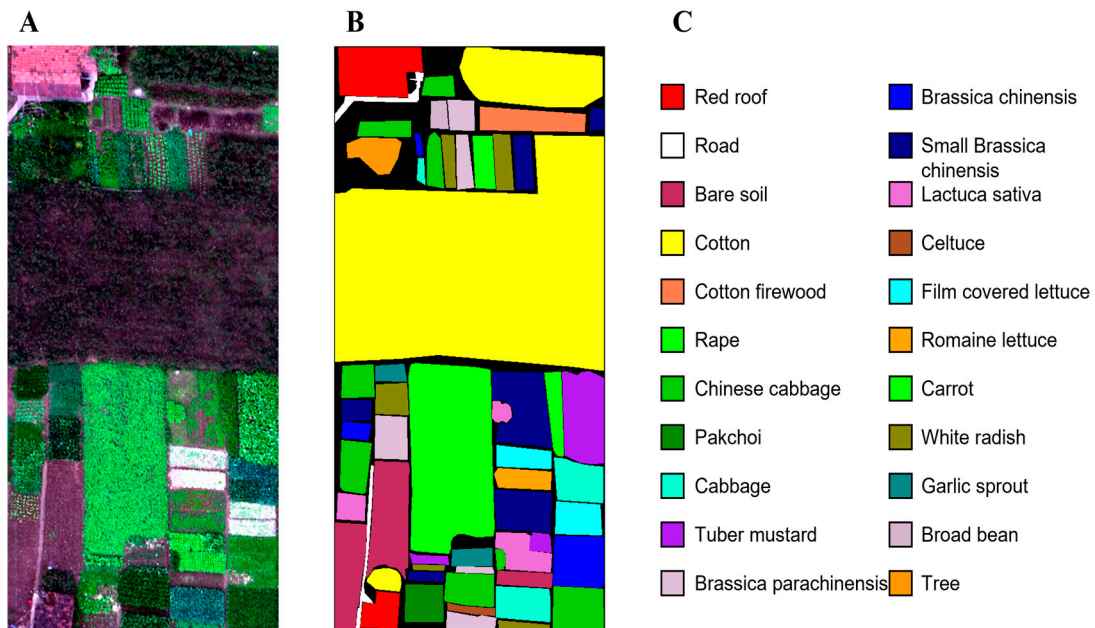 A
B
C
Red roof
Road
Bare soil
Cotton
Cotton firewood
Rape
Chinese cabbage
Pakchoi
Cabbage
Tuber mustard
Brassica parachinensis
Brassica chinensis
Small Brassica
chinensis
Lactuca sativa
Celtuce
Film covered lettuce
Romaine lettuce
Carrot
White radish
Garlic sprout
Broad bean
Tree